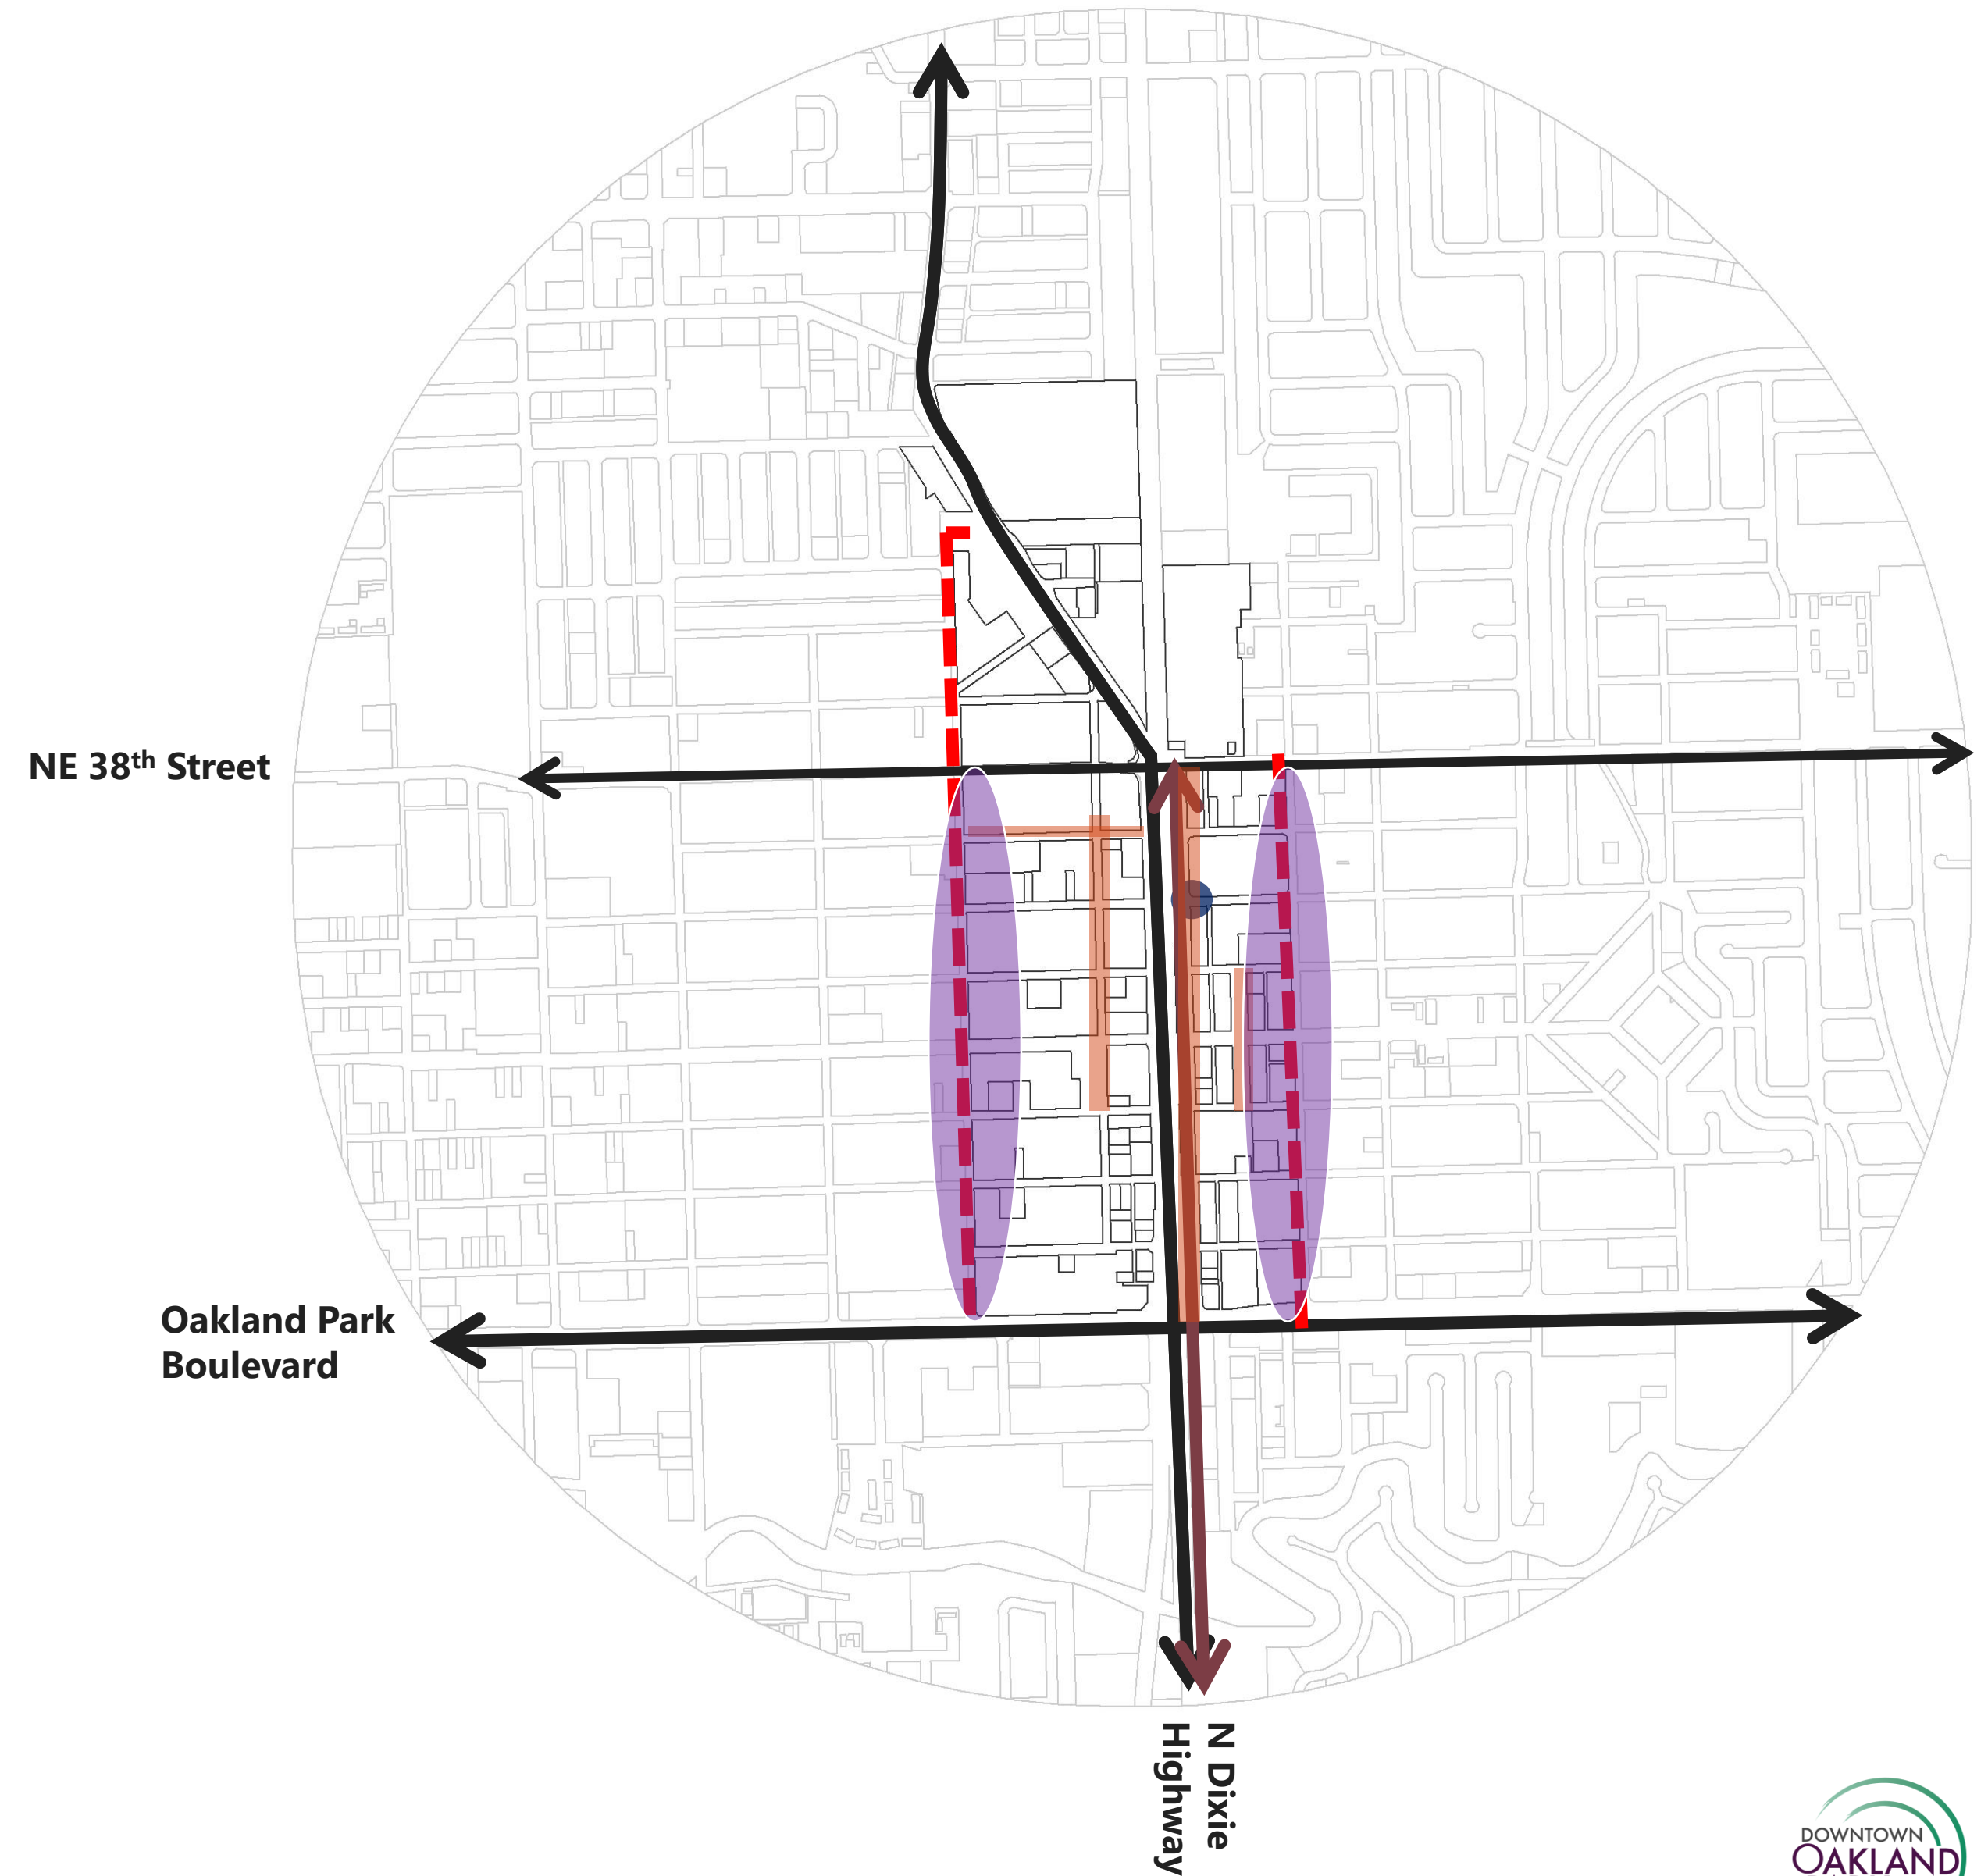 NE 38th Street
Oakland Park
Boulevard
N Dixie
Highway
DOWNTOWN
OAKLAND